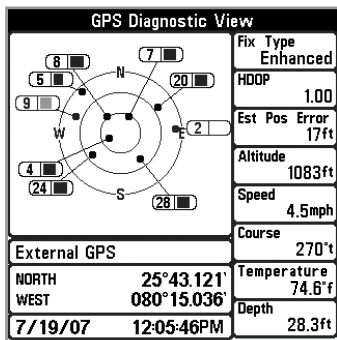 GPS Diagnostic View
8
7
5
N
20
9
W
E
2
4
24
S
28
External GPS
NORTH 25°43.121'
WEST 080°15.036'
7/19/07 12:05:46PM
Fix Type
Enhanced
HDOP
1.00
Est Pos Error
17ft
Altitude
1083ft
Speed
4.5mph
Course
270°t
Temperature
74.6°f
Depth
28.3ft